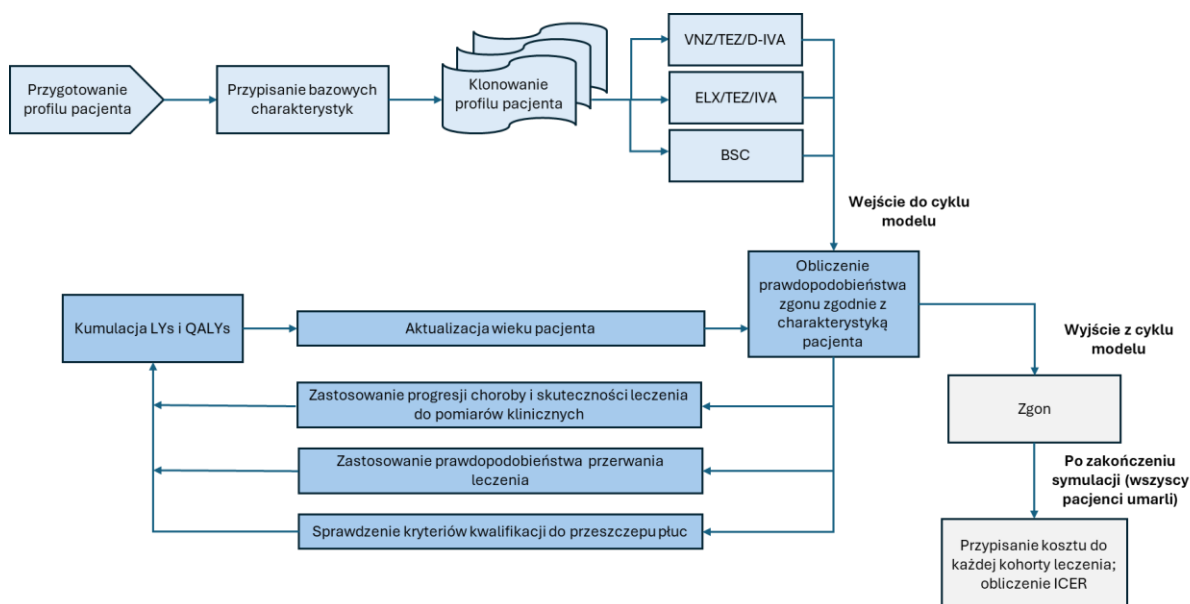 Przygotowanie
profilu pacjenta
Przypisanie bazowych
charakterystyk
Klonowanie
profilu pacjenta
VNZ/TEZ/D-IVA
ELX/TEZ/IVA
BSC
Wejście do cyklu
modelu
Obliczenie
prawdopodobieństwa
zgonu zgodnie z
charakterystyką
pacjenta
Kumulacja LYs i QALYs
Aktualizacja wieku pacjenta
Zastosowanie progresji choroby i skuteczności leczenia
do pomiarów klinicznych
Zastosowanie prawdopodobieństwa przerwania
leczenia
Sprawdzenie kryteriów kwalifikacji do przeszczepu płuc
Wyjście z cyklu
modelu
Zgon
Po zakończeniu
symulacji (wszyscy
pacjenci umarli)
Przypisanie kosztu do
każdej kohorty leczenia;
obliczenie ICER